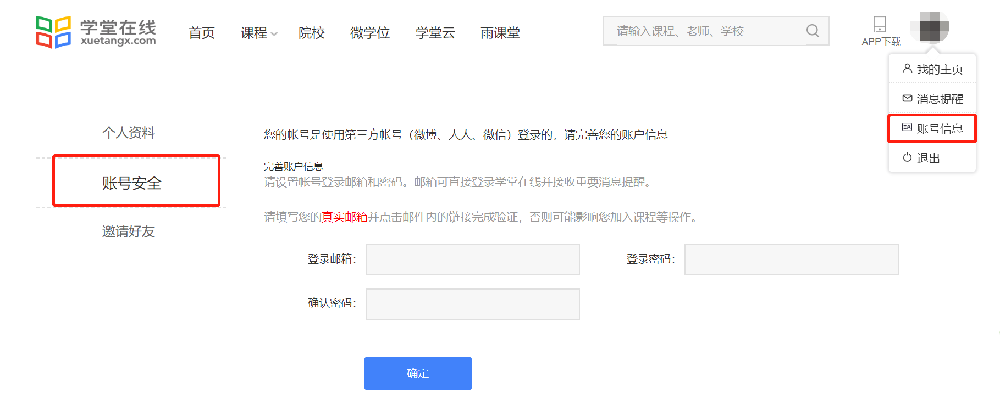 学堂在线
xuetangx.com
首页 课程 院校 微学位 学堂云 雨课堂
请输入课程、老师、学校
APP下载
我的主页
消息提醒
账号信息
退出
个人资料
账号安全
邀请好友
您的帐号是使用第三方帐号（微博、人人、微信）登录的，请完善您的账户信息
完善账户信息
请设置帐号登录邮箱和密码。邮箱可直接登录学堂在线并接收重要消息提醒。
请填写您的真实邮箱并点击邮件内的链接完成验证，否则可能影响您加入课程等操作。
登录邮箱： 登录密码：
确认密码：
确定